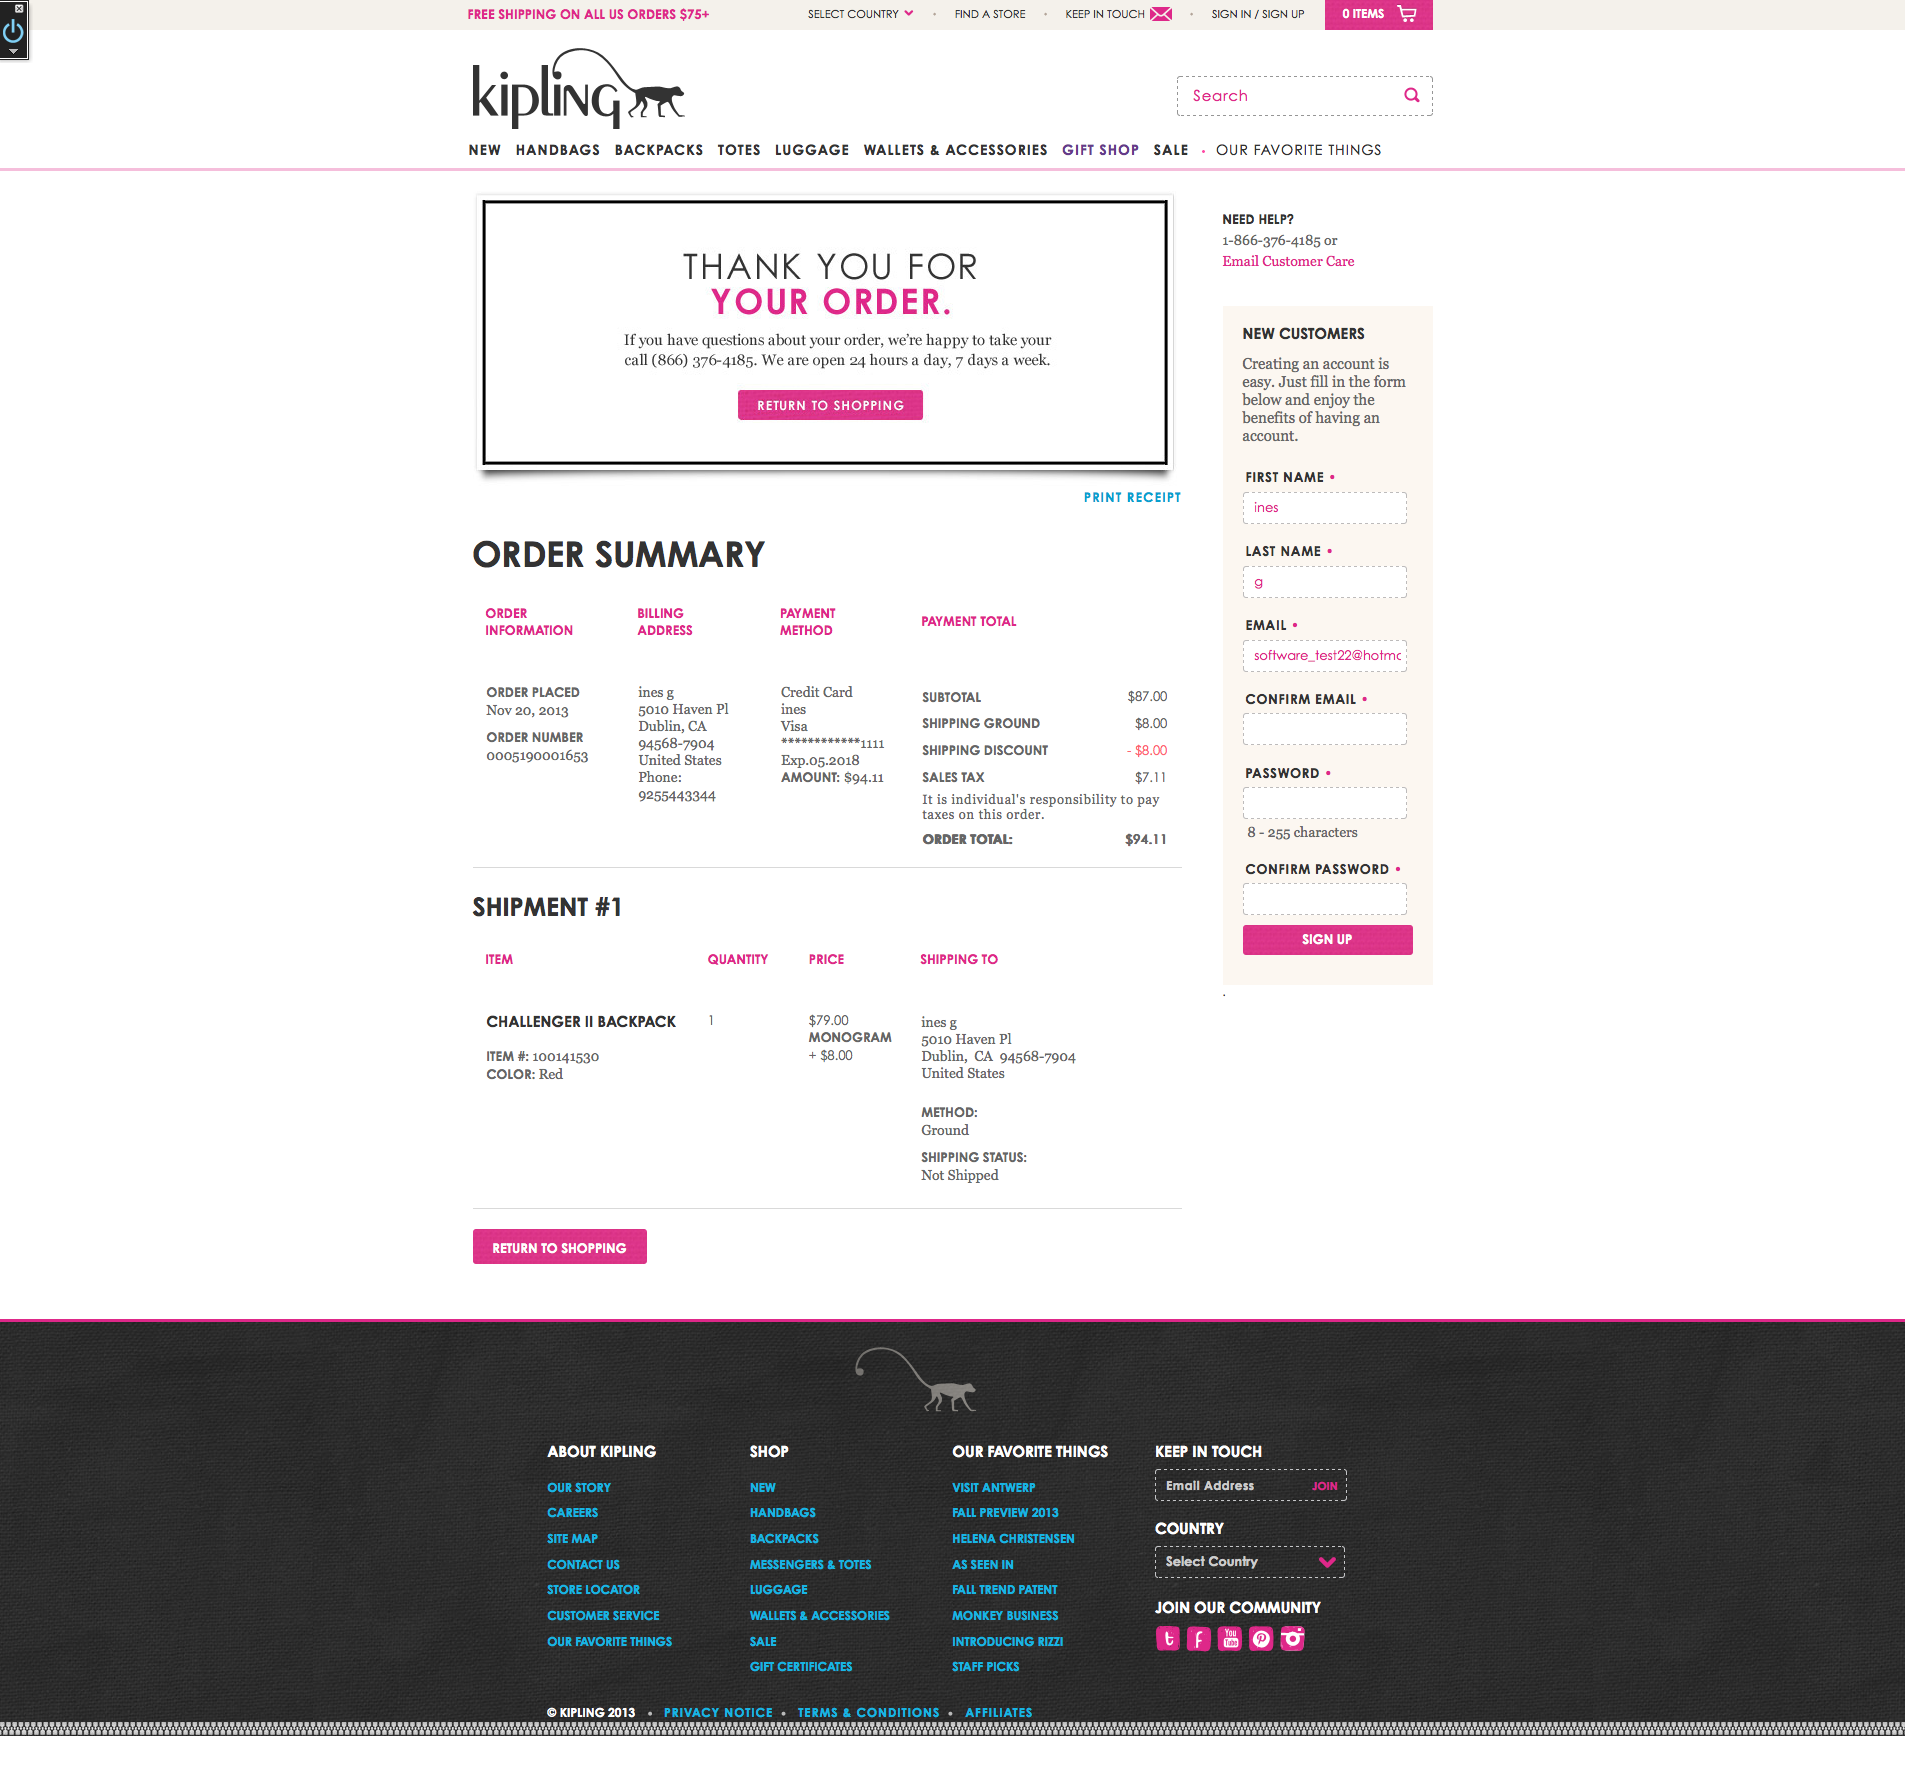 FREE SHIPPING ON ALL US ORDERS $75+
SELECT COUNTRY • FIND A STORE • KEEP IN TOUCH • SIGN IN / SIGN UP
0 ITEMS
kipling
Search
NEW HANDBAGS BACKPACKS TOTES LUGGAGE WALLETS & ACCESSORIES GIFT SHOP SALE • OUR FAVORITE THINGS
THANK YOU FOR
YOUR ORDER.
If you have questions about your order, we're happy to take your
call (866) 376-4185. We are open 24 hours a day, 7 days a week.
RETURN TO SHOPPING
PRINT RECEIPT
ORDER SUMMARY
ORDER
INFORMATION
ORDER PLACED
Nov 20, 2013
ORDER NUMBER
0005190001653
BILLING
ADDRESS
ines g
5010 Haven Pl
Dublin, CA
94568-7904
United States
Phone:
9255443344
PAYMENT
METHOD
Credit Card
ines
Visa
************1111
Exp.05.2018
AMOUNT: $94.11
PAYMENT TOTAL
SUBTOTAL $87.00
SHIPPING GROUND $8.00
SHIPPING DISCOUNT - $8.00
SALES TAX $7.11
It is individual's responsibility to pay
taxes on this order.
ORDER TOTAL: $94.11
SHIPMENT #1
ITEM QUANTITY PRICE SHIPPING TO
CHALLENGER II BACKPACK
ITEM #: 100141530
COLOR: Red
1
$79.00
MONOGRAM
+ $8.00
ines g
5010 Haven Pl
Dublin, CA 94568-7904
United States
METHOD:
Ground
SHIPPING STATUS:
Not Shipped
RETURN TO SHOPPING
NEED HELP?
1-866-376-4185 or
Email Customer Care
NEW CUSTOMERS
Creating an account is
easy. Just fill in the form
below and enjoy the
benefits of having an
account.
FIRST NAME •
ines
LAST NAME •
g
EMAIL •
software_test22@hotmc
CONFIRM EMAIL •
PASSWORD •
8 - 255 characters
CONFIRM PASSWORD •
SIGN UP
.
ABOUT KIPLING
OUR STORY
CAREERS
SITE MAP
CONTACT US
STORE LOCATOR
CUSTOMER SERVICE
OUR FAVORITE THINGS
SHOP
NEW
HANDBAGS
BACKPACKS
MESSENGERS & TOTES
LUGGAGE
WALLETS & ACCESSORIES
SALE
GIFT CERTIFICATES
OUR FAVORITE THINGS
VISIT ANTWERP
FALL PREVIEW 2013
HELENA CHRISTENSEN
AS SEEN IN
FALL TREND PATENT
MONKEY BUSINESS
INTRODUCING RIZZI
STAFF PICKS
KEEP IN TOUCH
Email Address JOIN
COUNTRY
Select Country
JOIN OUR COMMUNITY
You Tube
© KIPLING 2013 • PRIVACY NOTICE • TERMS & CONDITIONS • AFFILIATES